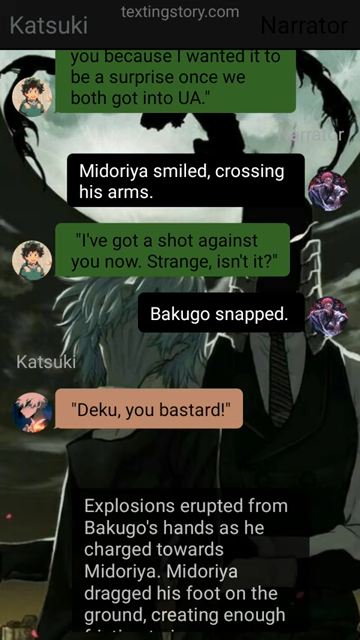 textingstory.com
Katsuki
Narrator
you because I wanted it to
be a surprise once we
both got into UA."
Narrator
Midoriya smiled, crossing
his arms.
"I've got a shot against
you now. Strange, isn't it?"
Bakugo snapped.
Katsuki
"Deku, you bastard!"
Explosions erupted from
Bakugo's hands as he
charged towards
Midoriya. Midoriya
dragged his foot on the
ground, creating enough